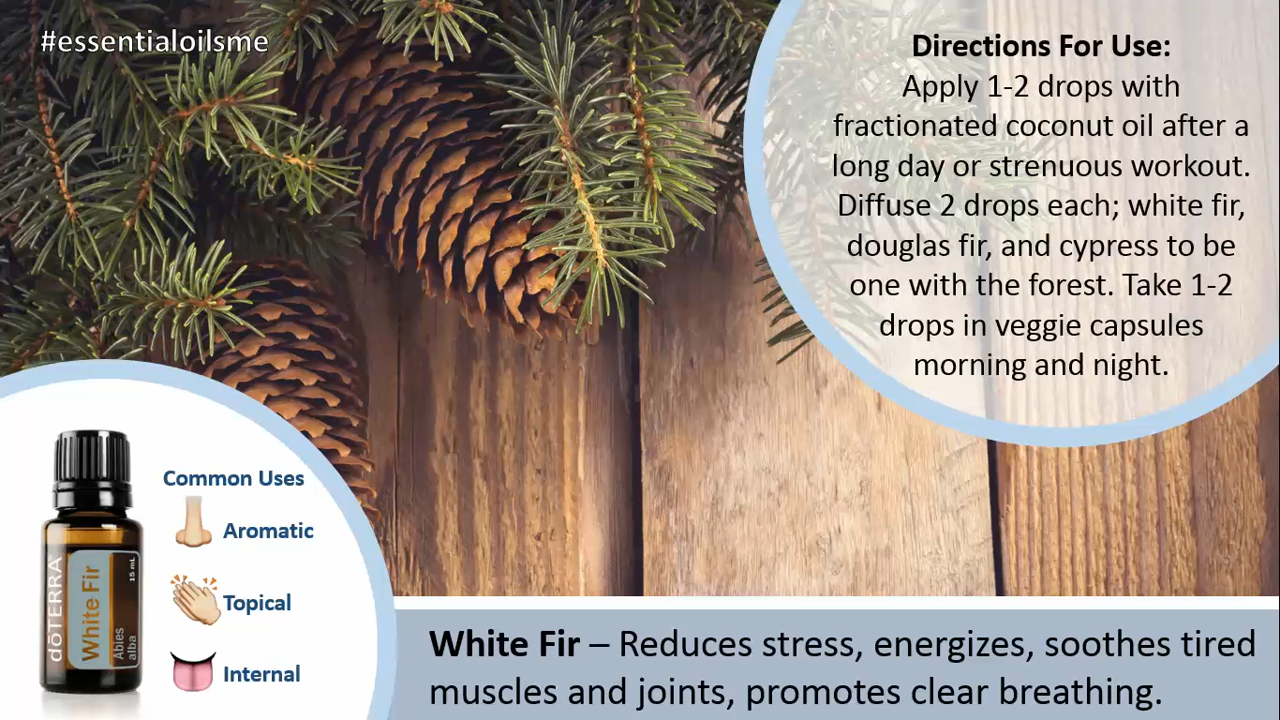 #essentialoilsme
Directions For Use:
Apply 1-2 drops with
fractionated coconut oil after a
long day or strenuous workout.
Diffuse 2 drops each; white fir,
douglas fir, and cypress to be
one with the forest. Take 1-2
drops in veggie capsules
morning and night.
Common Uses
Aromatic
Topical
Internal
dōTERRA
White Fir
Abies
alba
15 mL
White Fir – Reduces stress, energizes, soothes tired
muscles and joints, promotes clear breathing.